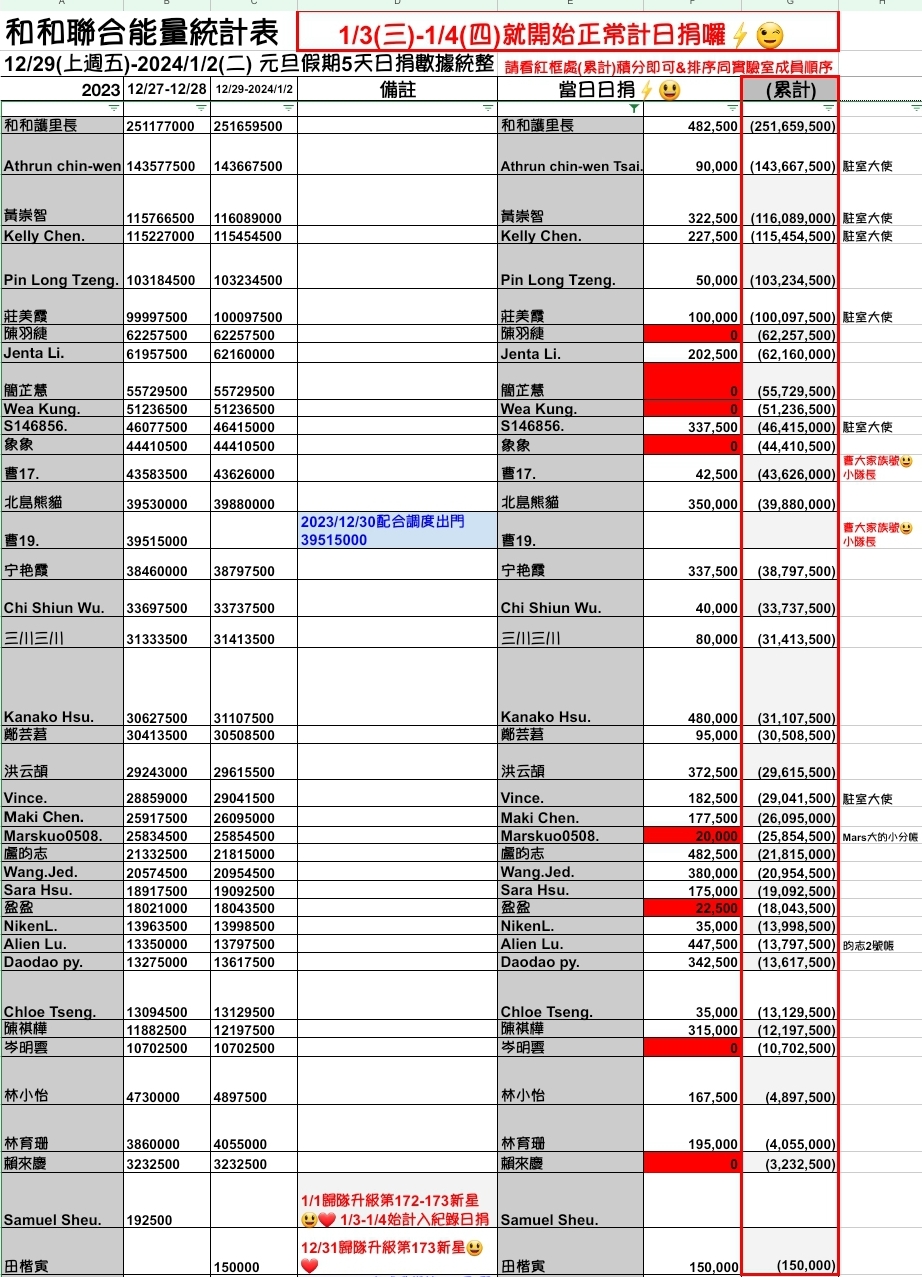 A B C D E F G H
和和聯合能量統計表 1/3(三)-1/4(四)就開始正常計日捐囉⚡😉
12/29(上週五)-2024/1/2(二) 元旦假期5天日捐數據統整 請看紅框處(累計)積分即可&排序同實驗室成員順序
2023 12/27-12/28 12/29-2024/1/2 備註 當日日捐⚡😃 (累計)
和和護里長 251177000 251659500 和和護里長 482,500 (251,659,500)
Athrun chin-wen 143577500 143667500 Athrun chin-wen Tsai. 90,000 (143,667,500) 駐室大使
黃崇智 115766500 116089000 黃崇智 322,500 (116,089,000) 駐室大使
Kelly Chen. 115227000 115454500 Kelly Chen. 227,500 (115,454,500) 駐室大使
Pin Long Tzeng. 103184500 103234500 Pin Long Tzeng. 50,000 (103,234,500)
莊美霞 99997500 100097500 莊美霞 100,000 (100,097,500) 駐室大使
陳羽緁 62257500 62257500 陳羽緁 0 (62,257,500)
Jenta Li. 61957500 62160000 Jenta Li. 202,500 (62,160,000)
簡芷慧 55729500 55729500 簡芷慧 0 (55,729,500)
Wea Kung. 51236500 51236500 Wea Kung. 0 (51,236,500)
S146856. 46077500 46415000 S146856. 337,500 (46,415,000) 駐室大使
象象 44410500 44410500 象象 0 (44,410,500)
曹17. 43583500 43626000 曹17. 42,500 (43,626,000) 曹大家族號😃
小隊長
北島熊貓 39530000 39880000 北島熊貓 350,000 (39,880,000)
2023/12/30配合調度出門
曹19. 39515000 39515000 曹19. 曹大家族號😃
小隊長
宁艳霞 38460000 38797500 宁艳霞 337,500 (38,797,500)
Chi Shiun Wu. 33697500 33737500 Chi Shiun Wu. 40,000 (33,737,500)
三川三川 31333500 31413500 三川三川 80,000 (31,413,500)
Kanako Hsu. 30627500 31107500 Kanako Hsu. 480,000 (31,107,500)
鄭芸莙 30413500 30508500 鄭芸莙 95,000 (30,508,500)
洪云頡 29243000 29615500 洪云頡 372,500 (29,615,500)
Vince. 28859000 29041500 Vince. 182,500 (29,041,500) 駐室大使
Maki Chen. 25917500 26095000 Maki Chen. 177,500 (26,095,000)
Marskuo0508. 25834500 25854500 Marskuo0508. 20,000 (25,854,500) Mars大的小分帳
盧昀志 21332500 21815000 盧昀志 482,500 (21,815,000)
Wang.Jed. 20574500 20954500 Wang.Jed. 380,000 (20,954,500)
Sara Hsu. 18917500 19092500 Sara Hsu. 175,000 (19,092,500)
盈盈 18021000 18043500 盈盈 22,500 (18,043,500)
NikenL. 13963500 13998500 NikenL. 35,000 (13,998,500)
Alien Lu. 13350000 13797500 Alien Lu. 447,500 (13,797,500) 昀志2號帳
Daodao py. 13275000 13617500 Daodao py. 342,500 (13,617,500)
Chloe Tseng. 13094500 13129500 Chloe Tseng. 35,000 (13,129,500)
陳祺樺 11882500 12197500 陳祺樺 315,000 (12,197,500)
岑明雲 10702500 10702500 岑明雲 0 (10,702,500)
林小怡 4730000 4897500 林小怡 167,500 (4,897,500)
林育珊 3860000 4055000 林育珊 195,000 (4,055,000)
賴來慶 3232500 3232500 賴來慶 0 (3,232,500)
1/1歸隊升級第172-173新星
Samuel Sheu. 192500 😃❤️ 1/3-1/4始計入紀錄日捐 Samuel Sheu.
12/31歸隊升級第173新星😃
田楷寅 150000 ❤️ 田楷寅 150,000 (150,000)